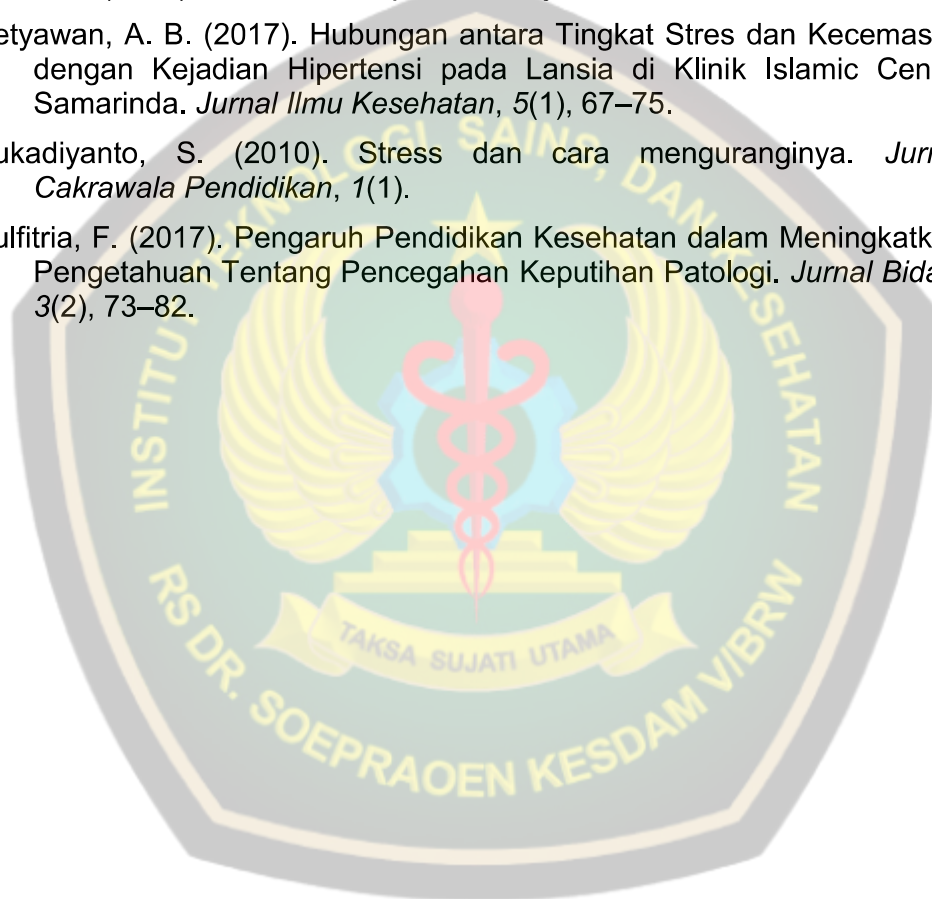 etyawan, A. B. (2017). Hubungan antara Tingkat Stres dan Kecemas
dengan Kejadian Hipertensi pada Lansia di Klinik Islamic Cen
Samarinda. Jurnal Ilmu Kesehatan, 5(1), 67–75.
ukadiyanto, S. (2010). Stress dan cara menguranginya. Jurn
Cakrawala Pendidikan, 1(1).
ulfitria, F. (2017). Pengaruh Pendidikan Kesehatan dalam Meningkatk
Pengetahuan Tentang Pencegahan Keputihan Patologi. Jurnal Bida
3(2), 73–82.
INSTITUT TEKNOLOGI, SAINS, DAN KESEHATAN
TAKSA SUJATI UTAMA
RS DR. SOEPRAOEN KESDAM V/BRW